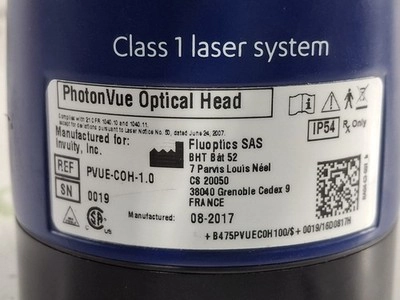 Class 1 laser system
PhotonVue Optical Head
Complies with 21 CFR 1040.10 and 1040.11,
except for deviations pursuant to Laser Notice No. 50, dated June 24, 2007.
Manufactured for:
Invuity, Inc.
Fluoptics SAS
BHT Bât 52
7 Parvis Louis Néel
CS 20050
38040 Grenoble Cedex 9
FRANCE
IP54
Rx Only
REF
PVUE-COH-1.0
SN
0019
Manufactured:
08-2017
+B475PVUECOH100/$+0019/16D0817H